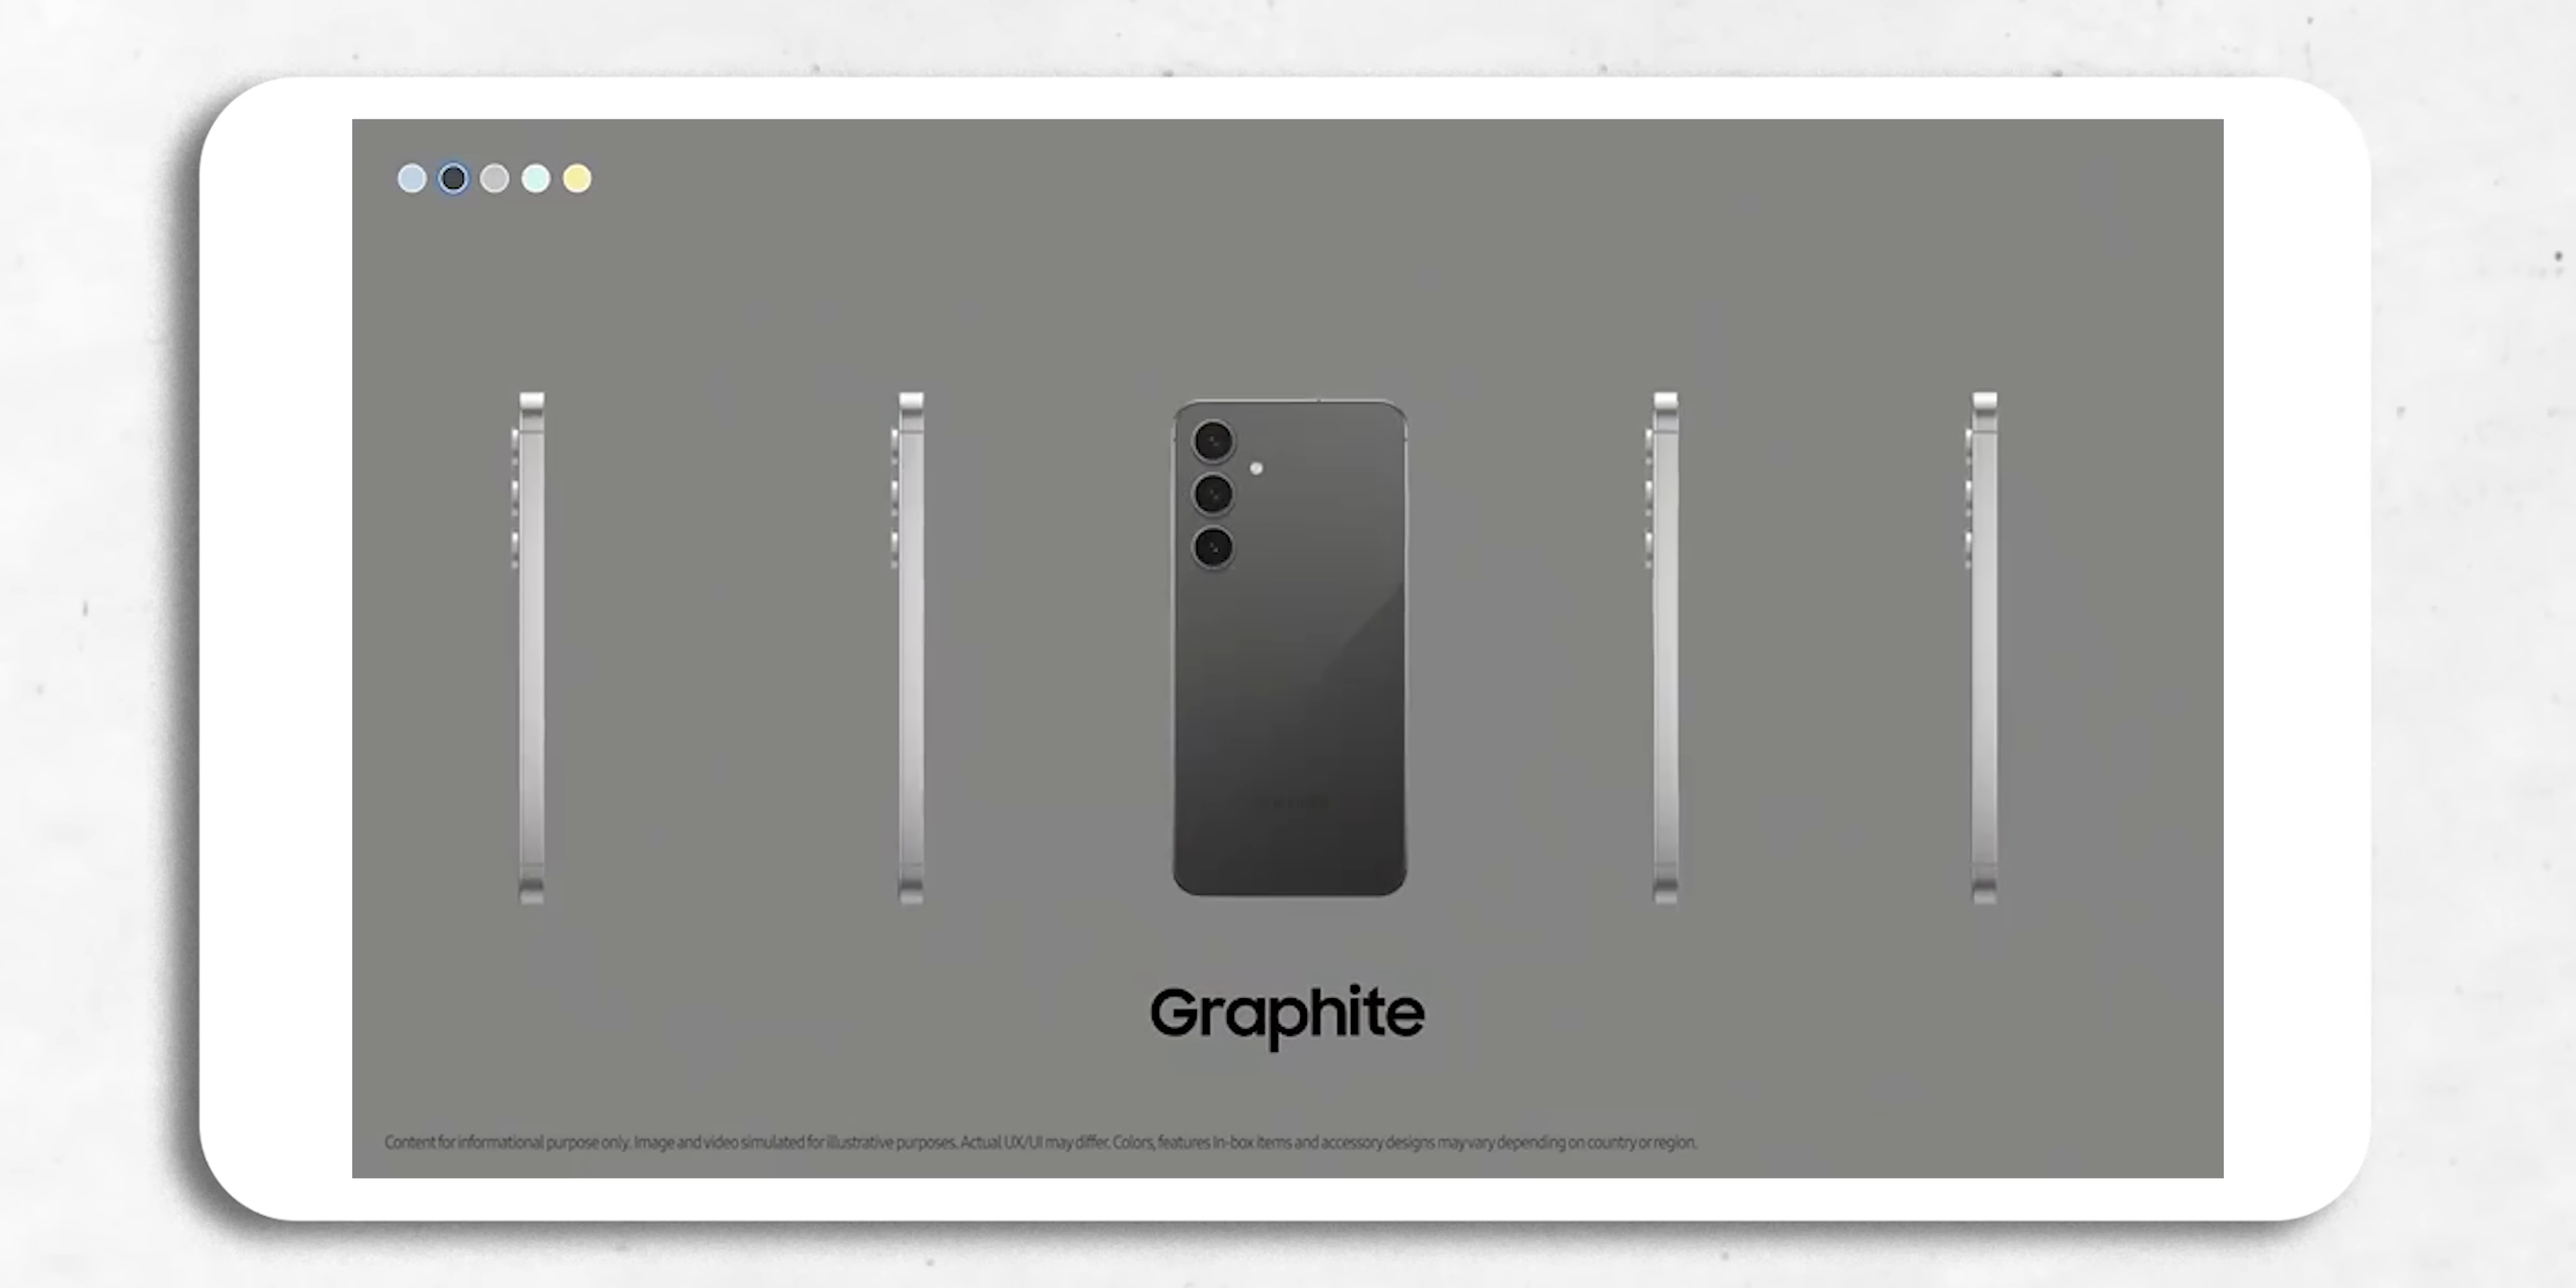 Graphite
Content for informational purpose only. Image and video simulated for illustrative purposes. Actual UX/UI may differ. Colors, features In-box items and accessory designs may vary depending on country or region.